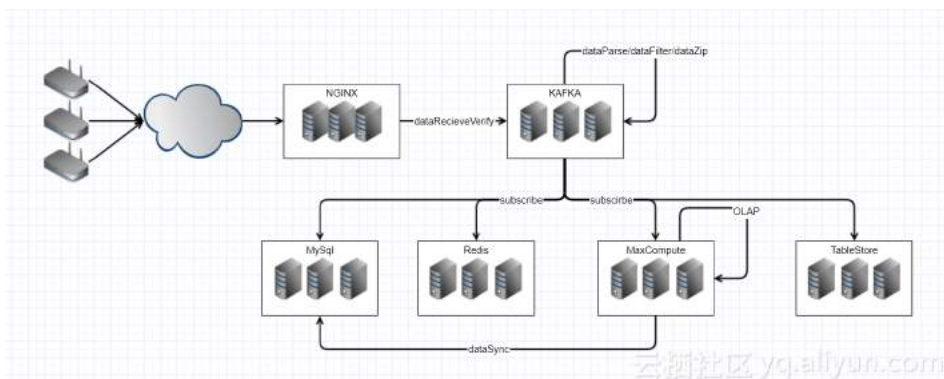 dataParse/dataFilter/dataZip
NGINX
KAFKA
dataRecieveVerify
subscribe
subscirbe
OLAP
MySql
Redis
MaxCompute
TableStore
dataSync
云栖社区 yq.aliyun.com